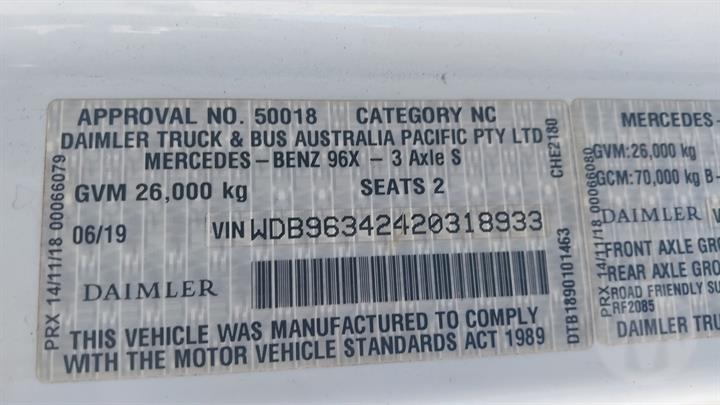 APPROVAL NO. 50018 CATEGORY NC
DAIMLER TRUCK & BUS AUSTRALIA PACIFIC PTY LTD
MERCEDES-BENZ 96X - 3 Axle S
GVM 26,000 kg SEATS 2
06/19 VIN WDB96342420318933
DAIMLER
THIS VEHICLE WAS MANUFACTURED TO COMPLY
WITH THE MOTOR VEHICLE STANDARDS ACT 1989
PRX 14/11/18 00066079
CHE2180
DTB1890101463
MERCEDES-
GVM:26,000 kg
GCM:70,000 kg B-
DAIMLER
FRONT AXLE GRO
REAR AXLE GRO
ROAD FRIENDLY SU
RF2085
DAIMLER TRU
PRX 14/11/18 00066080